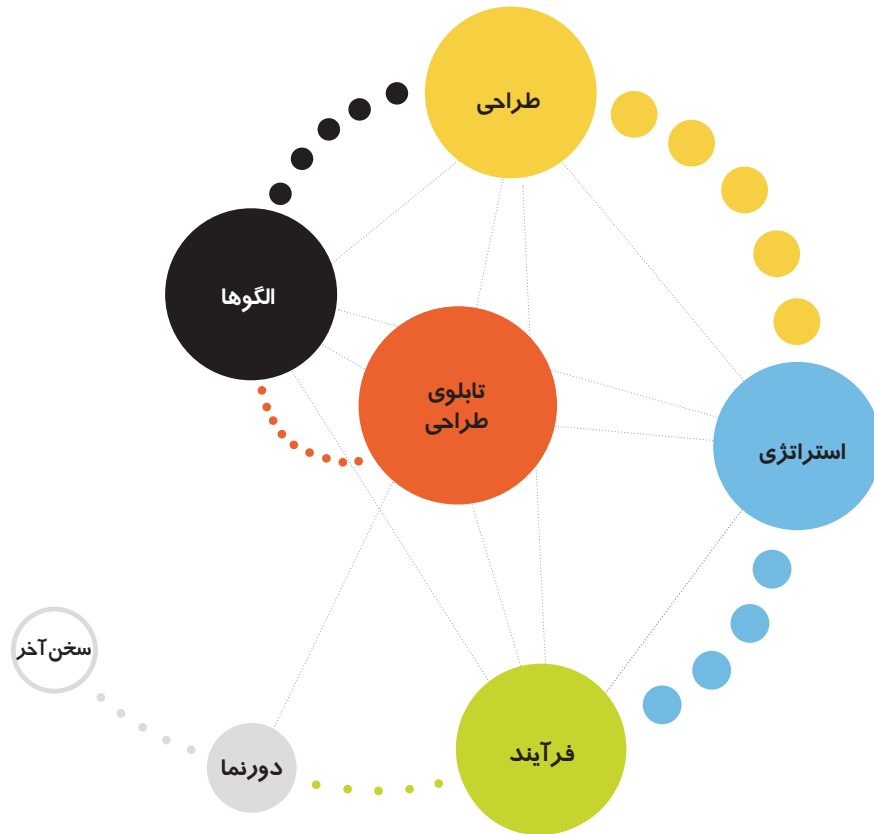 طراحی
الگوها
تابلوی
طراحی
استراتژی
سخن آخر
دورنما
فرآیند